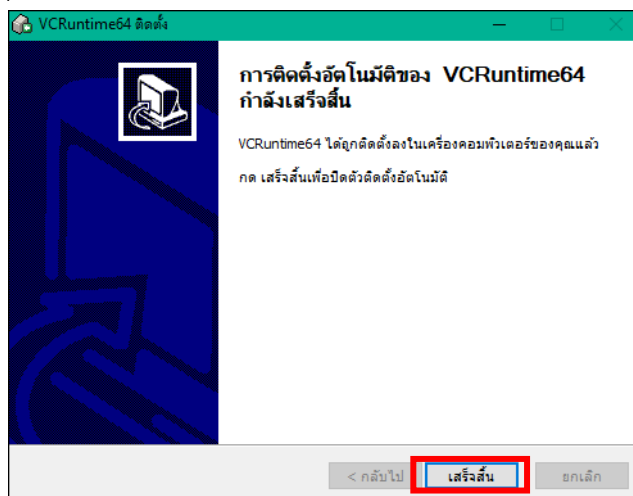 VCRuntime64 ติดตั้ง
การติดตั้งอัตโนมัติของ VCRuntime64
กำลังเสร็จสิ้น
VCRuntime64 ได้ถูกติดตั้งลงในเครื่องคอมพิวเตอร์ของคุณแล้ว
กด เสร็จสิ้นเพื่อปิดตัวติดตั้งอัตโนมัติ
< กลับไป เสร็จสิ้น ยกเลิก